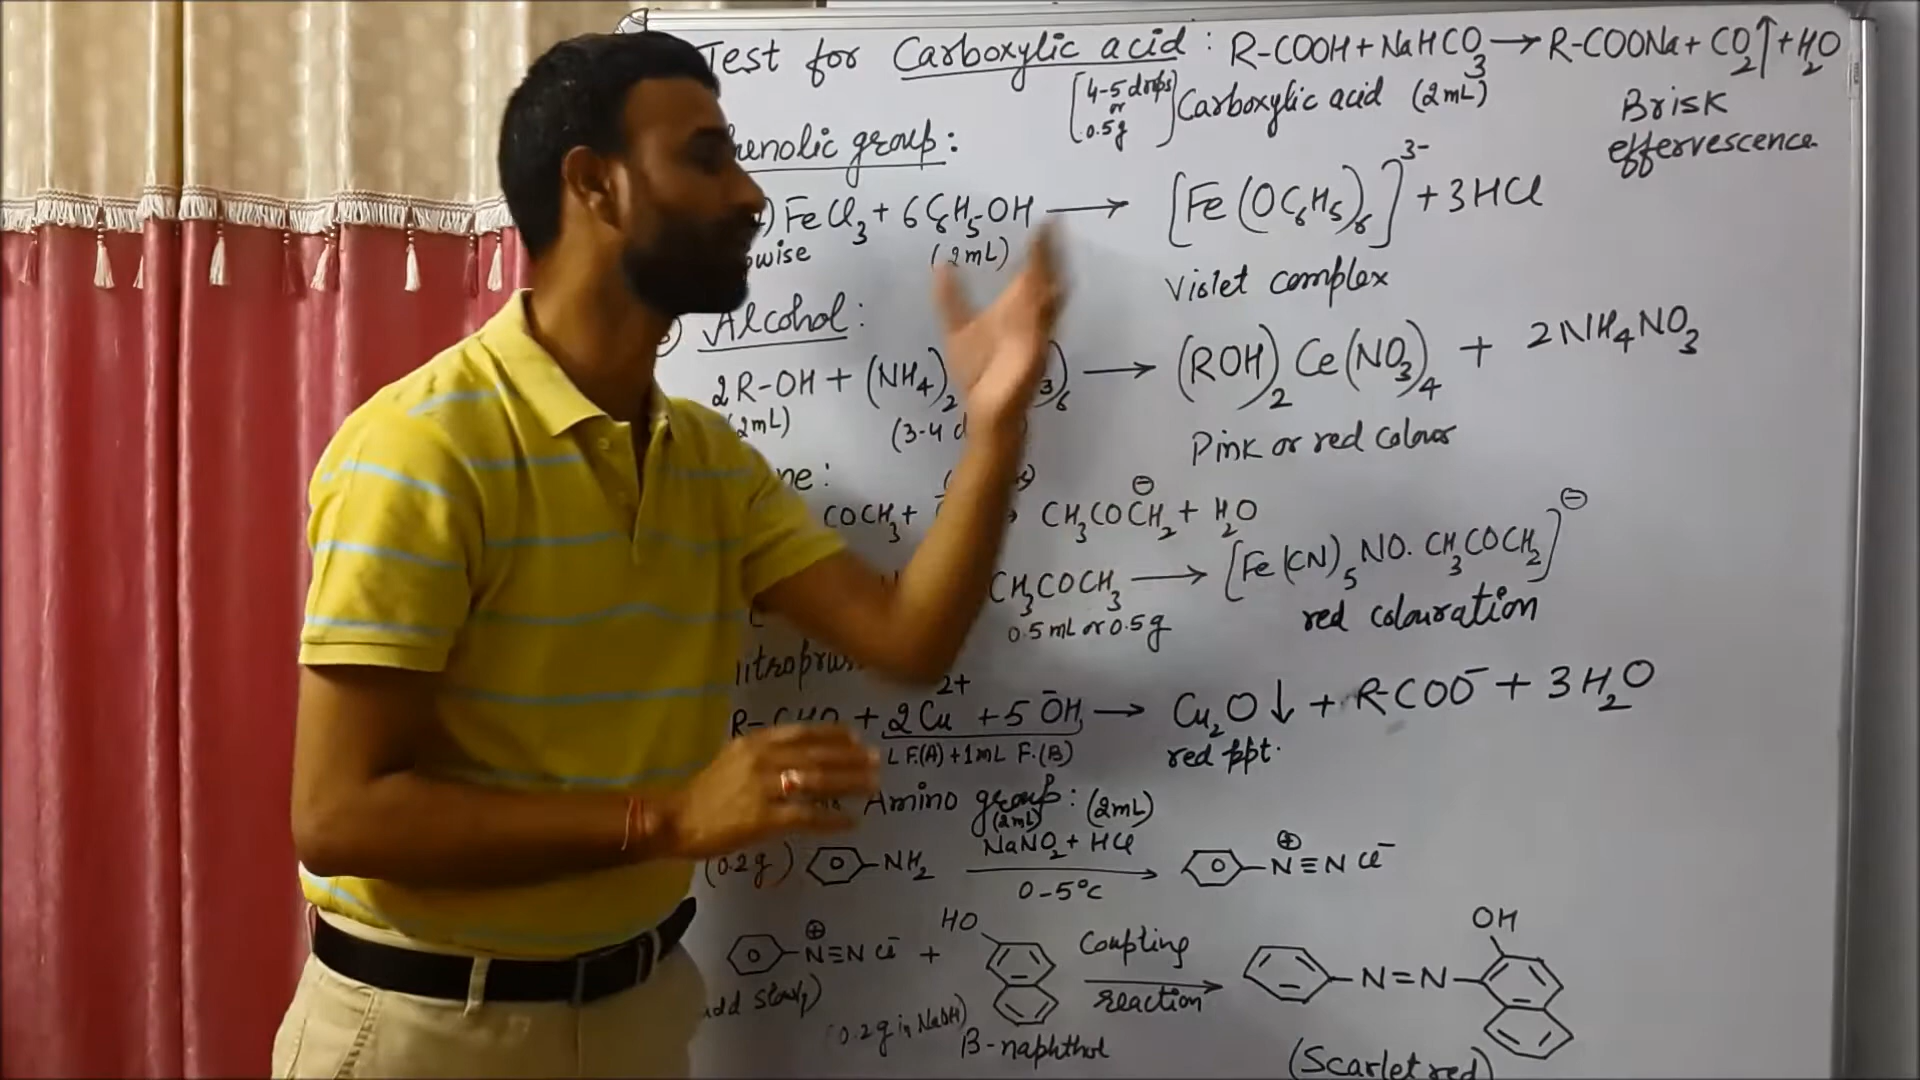 Test for Carboxylic acid : R-COOH + NaHCO₃ → R-COONa + CO₂↑ + H₂O
[4-5 drops or 0.5g] Carboxylic acid (2mL) Brisk effervescence
henolic group :
) FeCl₃ + 6C₆H₅-OH → [Fe(OC₆H₅)₆]³⁻ + 3HCl
wise (2mL) Violet complex
Alcohol :
2R-OH + (NH₄)₂ ₃)₆ → (ROH)₂ Ce(NO₃)₄ + 2NH₄NO₃
(2mL) (3-4 d ) Pink or red colour
ne :
COCH₃ + → CH₃COCH₂⊖ + H₂O
CH₃COCH₃ → [Fe(CN)₅NO. CH₃COCH₂]⊖
0.5mL or 0.5g red colouration
itroprus
R-CHO + 2Cu²⁺ + 5ŌH → Cu₂O↓ + R-COO⁻ + 3H₂O
L F.(A) + 1mL F.(B) red ppt.
Amino group : (2mL)
(2mL)
(0.2g) -NH₂ NaNO₂ + HCl → -N⊕≡N Cl⁻
0-5°C
-N⊕≡N Cl⁻ + HO Coupling reaction → -N=N- OH
add slowly) (0.2g in NaOH) β-naphthol
(Scarlet red)